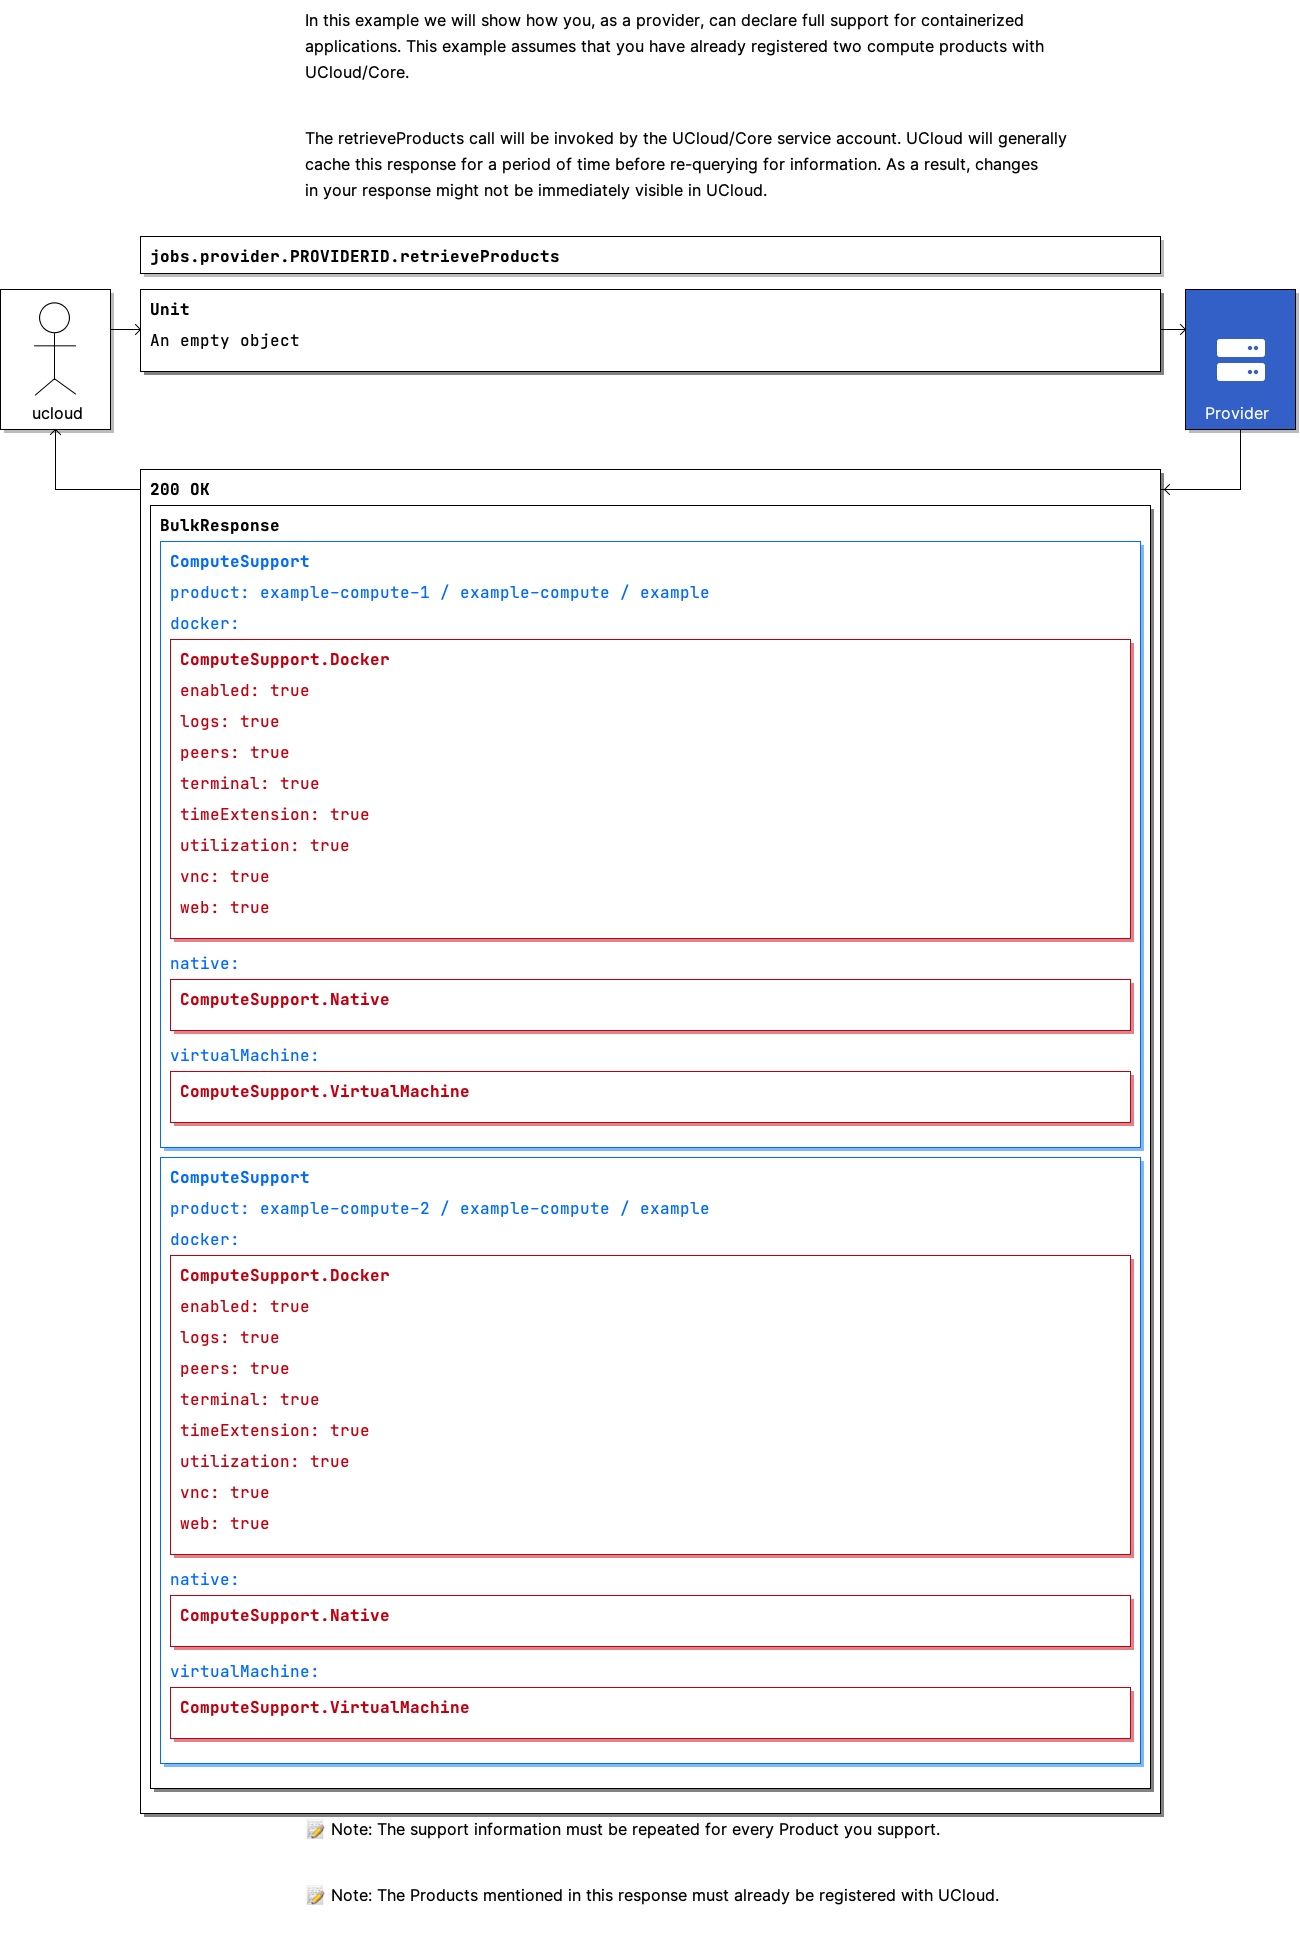 In this example we will show how you, as a provider, can declare full support for containerized
applications. This example assumes that you have already registered two compute products with
UCloud/Core.
The retrieveProducts call will be invoked by the UCloud/Core service account. UCloud will generally
cache this response for a period of time before re-querying for information. As a result, changes
in your response might not be immediately visible in UCloud.
jobs.provider.PROVIDERID.retrieveProducts
Unit
An empty object
ucloud
Provider
200 OK
BulkResponse
ComputeSupport
product: example-compute-1 / example-compute / example
docker:
ComputeSupport.Docker
enabled: true
logs: true
peers: true
terminal: true
timeExtension: true
utilization: true
vnc: true
web: true
native:
ComputeSupport.Native
virtualMachine:
ComputeSupport.VirtualMachine
ComputeSupport
product: example-compute-2 / example-compute / example
docker:
ComputeSupport.Docker
enabled: true
logs: true
peers: true
terminal: true
timeExtension: true
utilization: true
vnc: true
web: true
native:
ComputeSupport.Native
virtualMachine:
ComputeSupport.VirtualMachine
📝 Note: The support information must be repeated for every Product you support.
📝 Note: The Products mentioned in this response must already be registered with UCloud.